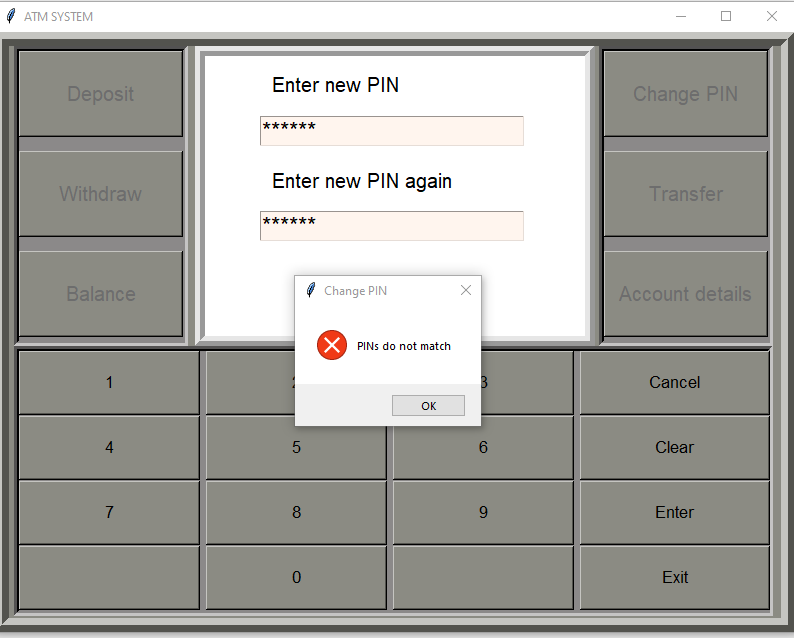 ATM SYSTEM
Deposit
Enter new PIN
Change PIN
******
Withdraw
Enter new PIN again
Transfer
******
Balance
Change PIN
Account details
PINs do not match
OK
1
3
Cancel
4
5
6
Clear
7
8
9
Enter
0
Exit